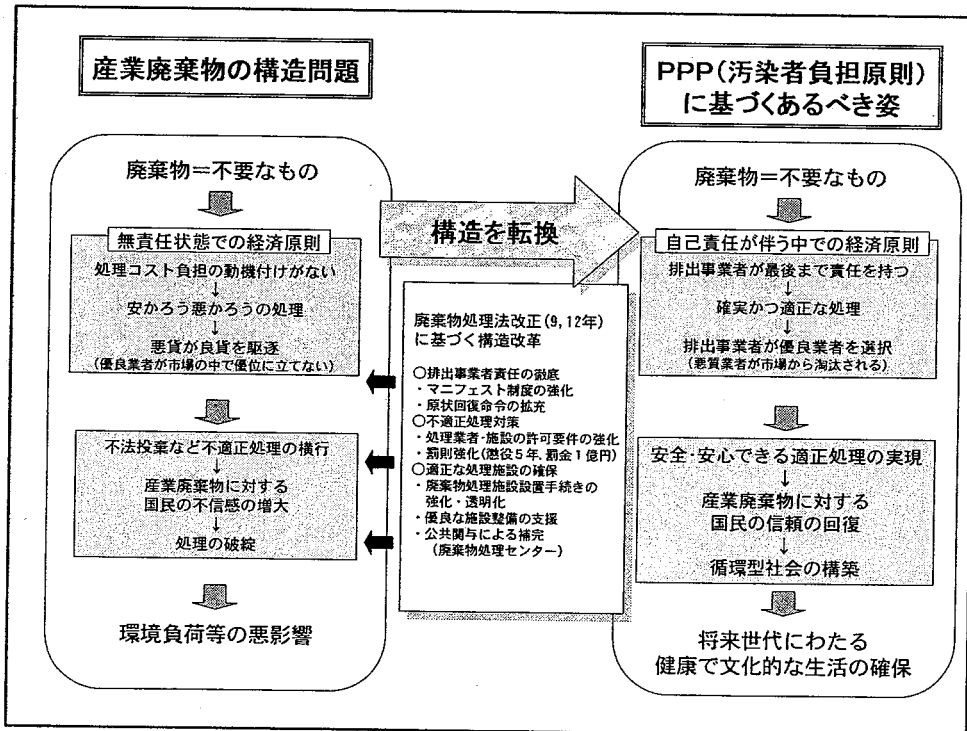 産業廃棄物の構造問題
廃棄物＝不要なもの
無責任状態での経済原則
処理コスト負担の動機付けがない
↓
安かろう悪かろうの処理
↓
悪貨が良貨を駆逐
(優良業者が市場の中で優位に立てない)
不法投棄など不適正処理の横行
↓
産業廃棄物に対する
国民の不信感の増大
↓
処理の破綻
環境負荷等の悪影響
構造を転換
廃棄物処理法改正(9,12年)
に基づく構造改革
○排出事業者責任の徹底
・マニフェスト制度の強化
・原状回復命令の拡充
○不適正処理対策
・処理業者・施設の許可要件の強化
・罰則強化(懲役５年、罰金１億円)
○適正な処理施設の確保
・廃棄物処理施設設置手続きの
強化・透明化
・優良な施設整備の支援
・公共関与による補完
(廃棄物処理センター)
PPP(汚染者負担原則)
に基づくあるべき姿
廃棄物＝不要なもの
自己責任が伴う中での経済原則
排出事業者が最後まで責任を持つ
↓
確実かつ適正な処理
↓
排出事業者が優良業者を選択
(悪質業者が市場から淘汰される)
安全・安心できる適正処理の実現
↓
産業廃棄物に対する
国民の信頼の回復
↓
循環型社会の構築
将来世代にわたる
健康で文化的な生活の確保